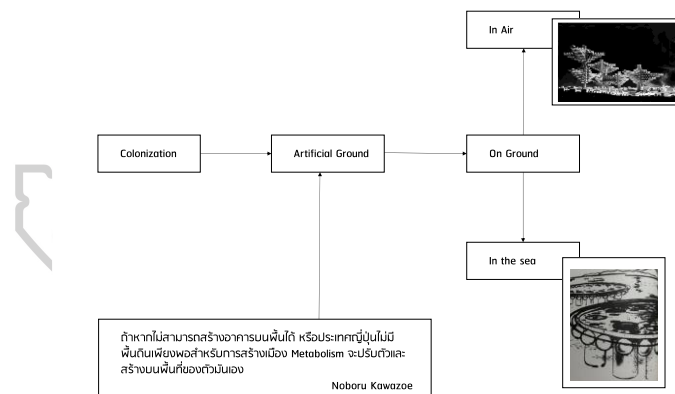 In Air
Colonization
Artificial Ground
On Ground
In the sea
ถ้าหากไม่สามารถสร้างอาคารบนพื้นได้ หรือประเทศญี่ปุ่นไม่มี
พื้นดินเพียงพอสำหรับการสร้างเมือง Metabolism จะปรับตัวและ
สร้างบนพื้นที่ของตัวมันเอง
Noboru Kawazoe